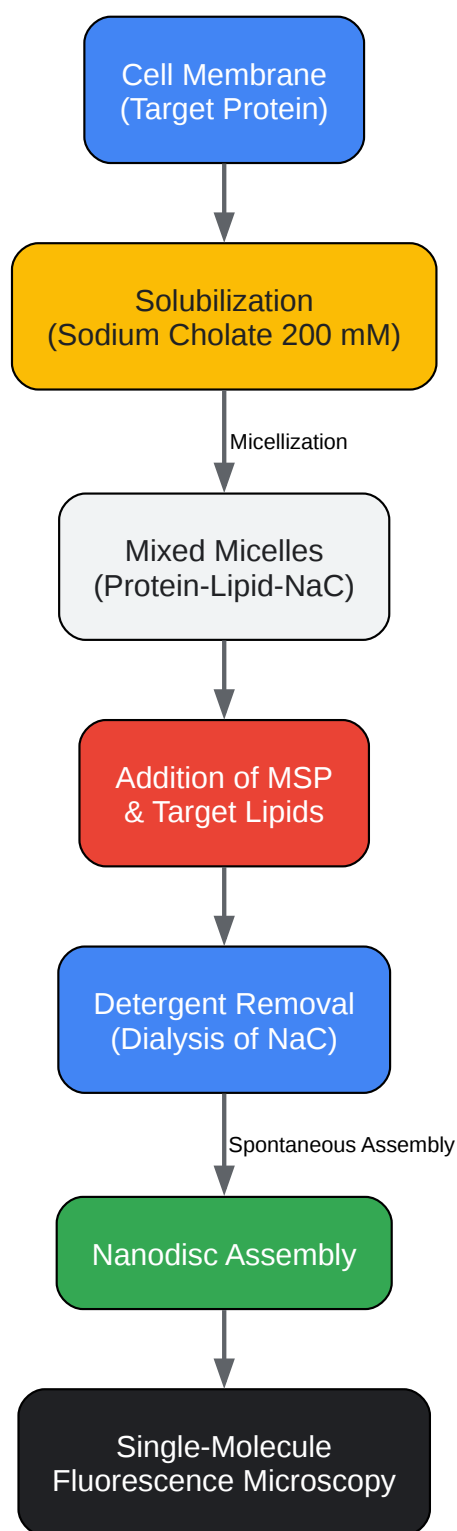 Cell Membrane
(Target Protein)
Solubilization
(Sodium Cholate 200 mM)
Micellization
Mixed Micelles
(Protein-Lipid-NaC)
Addition of MSP
& Target Lipids
Detergent Removal
(Dialysis of NaC)
Spontaneous Assembly
Nanodisc Assembly
Single-Molecule
Fluorescence Microscopy